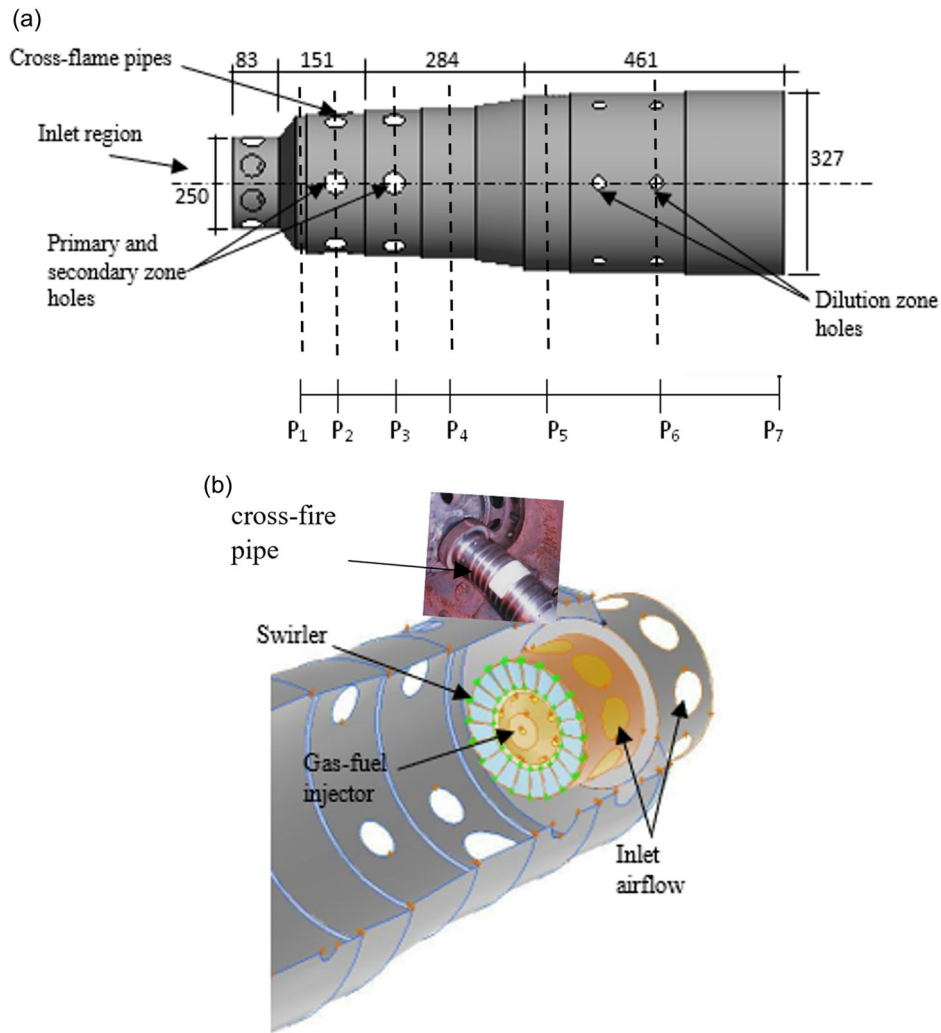 (a)
83 151 284 461
Cross-flame pipes
Inlet region
250
327
Primary and
secondary zone
holes
Dilution zone
holes
P₁ P₂ P₃ P₄ P₅ P₆ P₇
(b)
cross-fire
pipe
Swirler
Gas-fuel
injector
Inlet
airflow